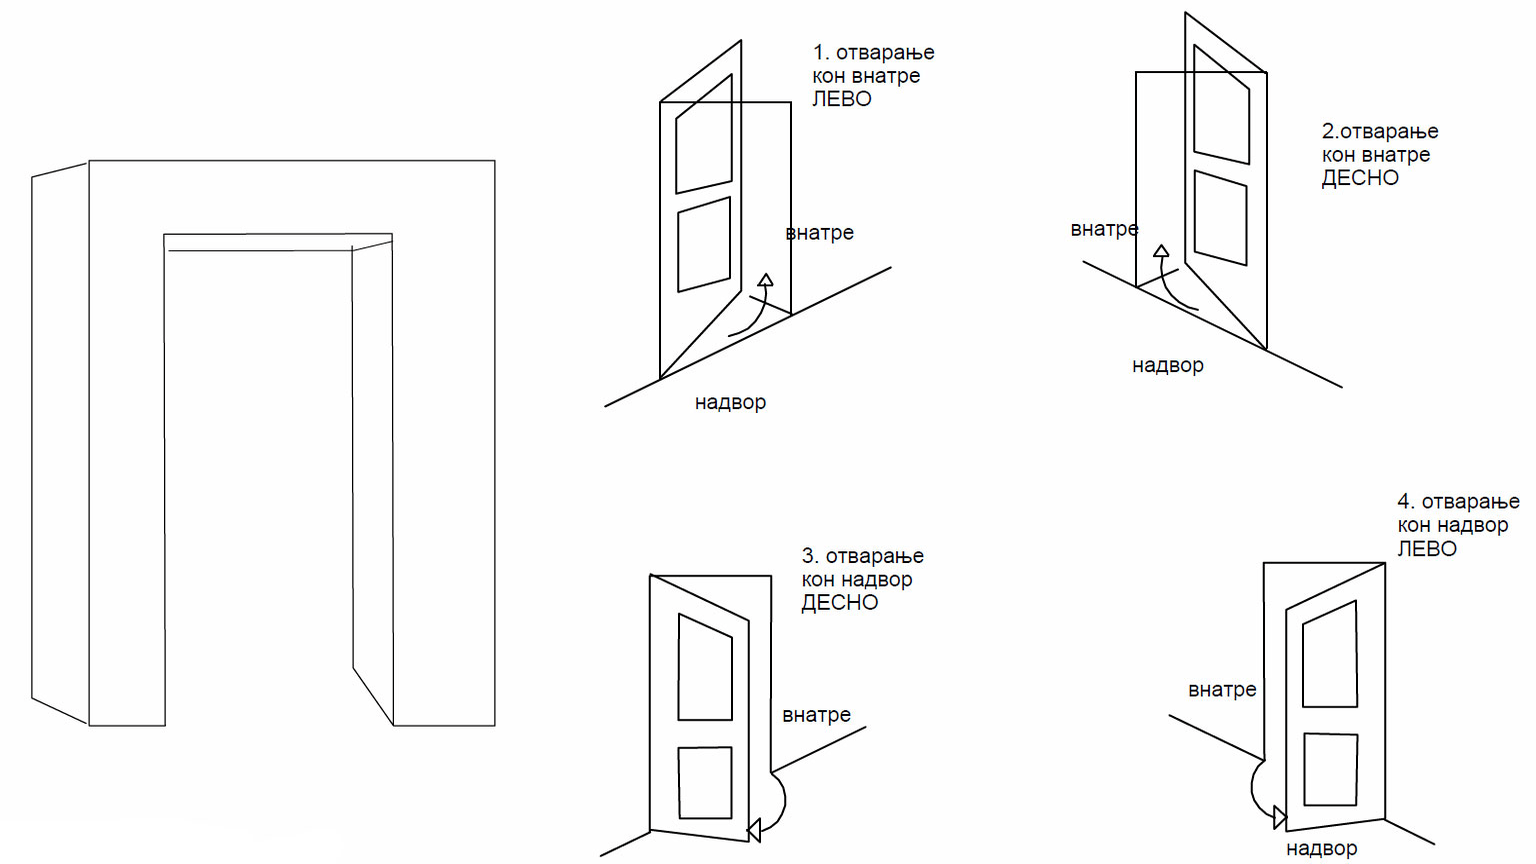 1. отварање
кон внатре
ЛЕВО
внатре
надвор
2.отварање
кон внатре
ДЕСНО
внатре
надвор
3. отварање
кон надвор
ДЕСНО
внатре
4. отварање
кон надвор
ЛЕВО
внатре
надвор